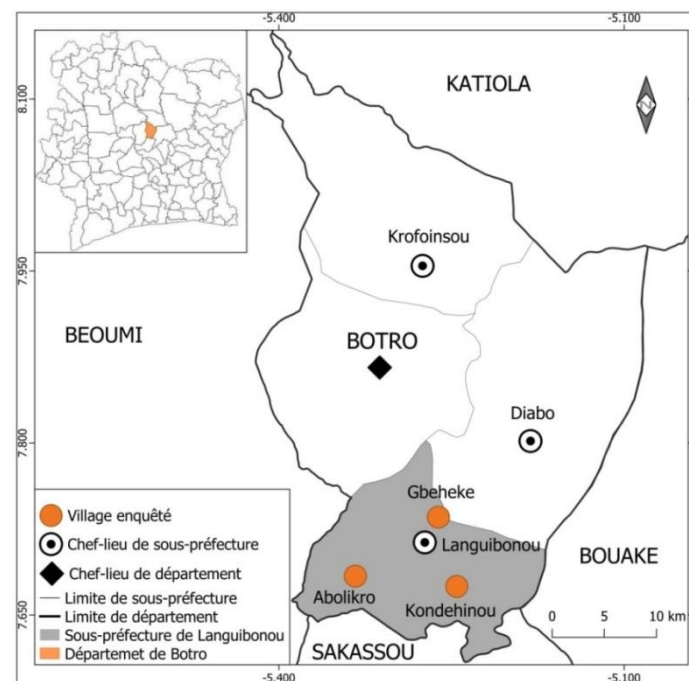 -5.400
-5.100
8.100
KATIOLA
N
Krofoinsou
7.950
BEOUMI
BOTRO
Diabo
7.800
Gbeheke
Village enquêté
Chef-lieu de sous-préfecture
Languibonou
BOUAKE
Chef-lieu de département
Abolikro
Kondehinou
Limite de sous-préfecture
Limite de département
0 5 10 km
7.650
Sous-préfecture de Languibonou
Départemet de Botro
SAKASSOU
-5.400
-5.100